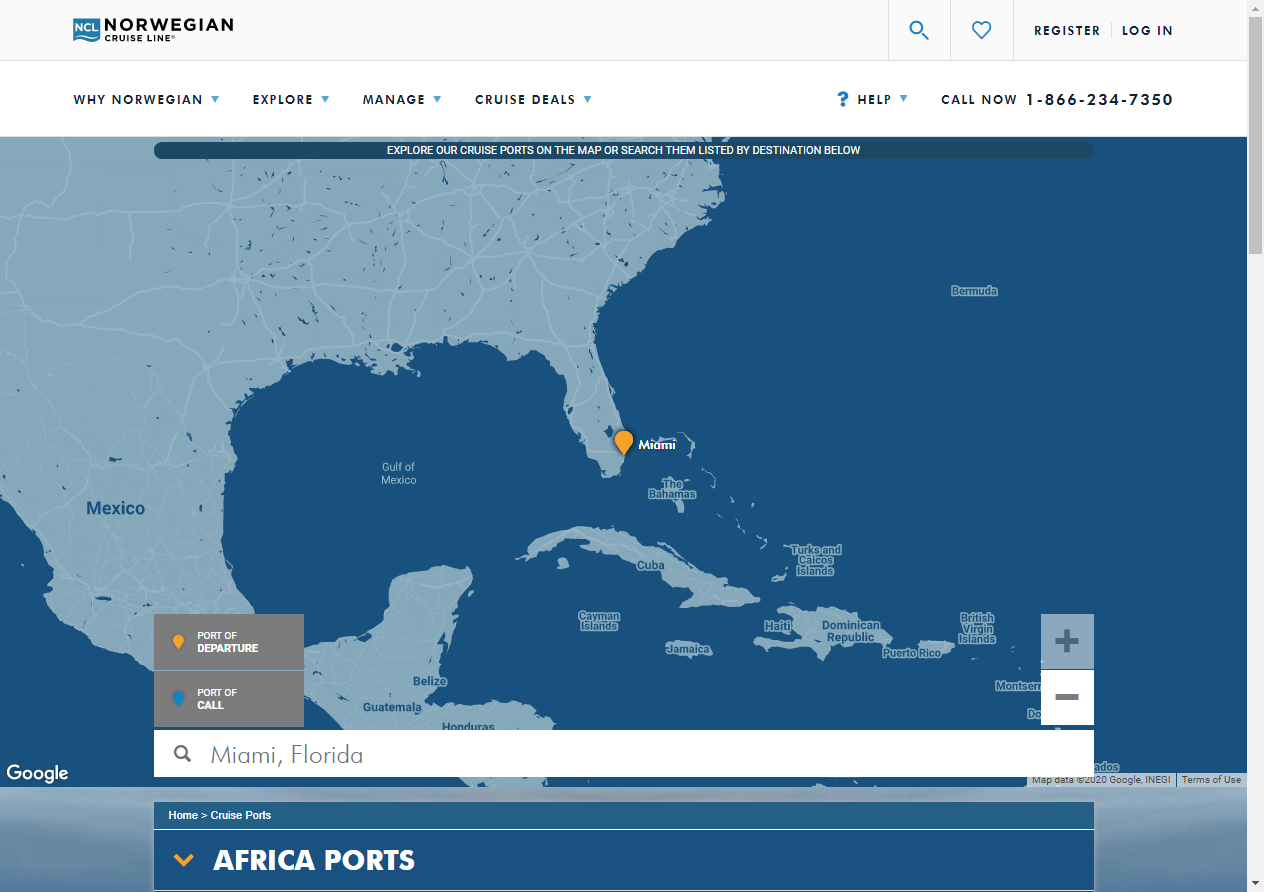 NCL NORWEGIAN
CRUISE LINE®
REGISTER LOG IN
WHY NORWEGIAN EXPLORE MANAGE CRUISE DEALS ? HELP CALL NOW 1-866-234-7350
EXPLORE OUR CRUISE PORTS ON THE MAP OR SEARCH THEM LISTED BY DESTINATION BELOW
Bermuda
Miami
Gulf of
Mexico
The
Bahamas
Mexico
Turks and
Caicos
Islands
Cuba
Cayman
Islands
Haiti
Dominican
Republic
British
Virgin
Islands
Jamaica
Puerto Rico
PORT OF
DEPARTURE
Belize
Montserr
PORT OF
CALL
Guatemala
Do
Honduras
Miami, Florida
ados
Google
Map data ©2020 Google, INEGI Terms of Use
Home > Cruise Ports
AFRICA PORTS